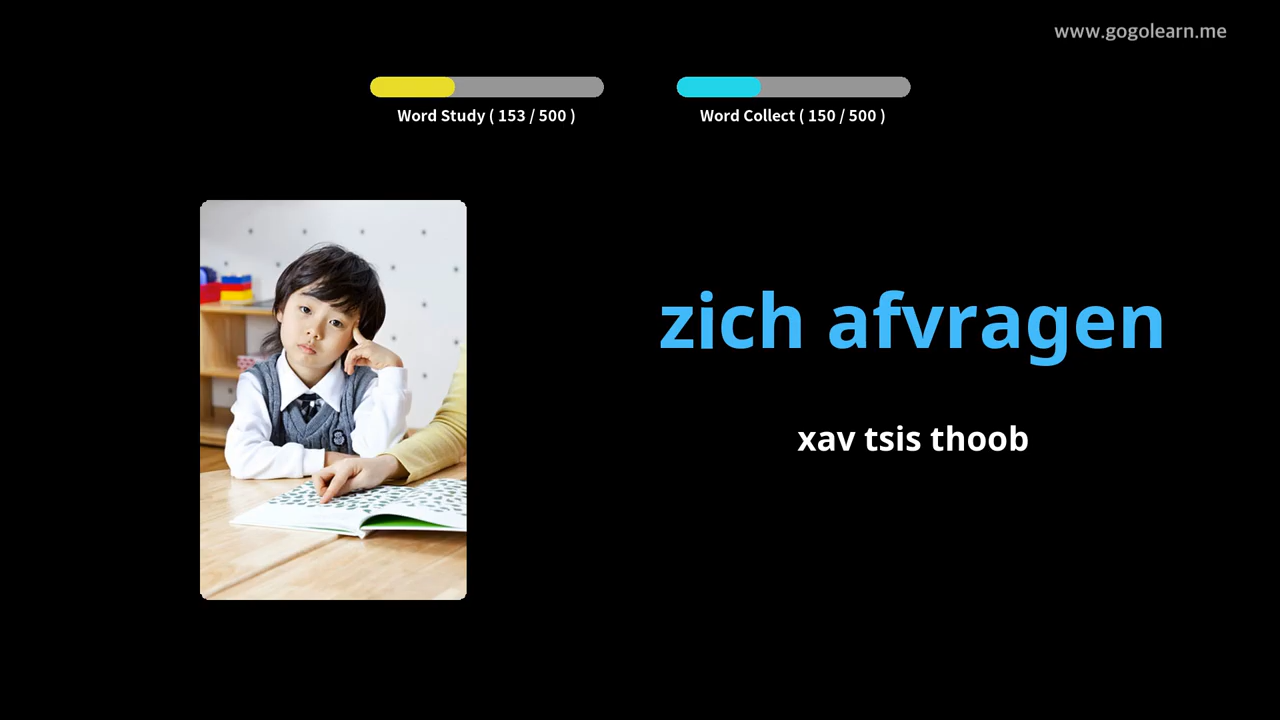 www.gogolearn.me
Word Study ( 153 / 500 )
Word Collect ( 150 / 500 )
zich afvragen
xav tsis thoob